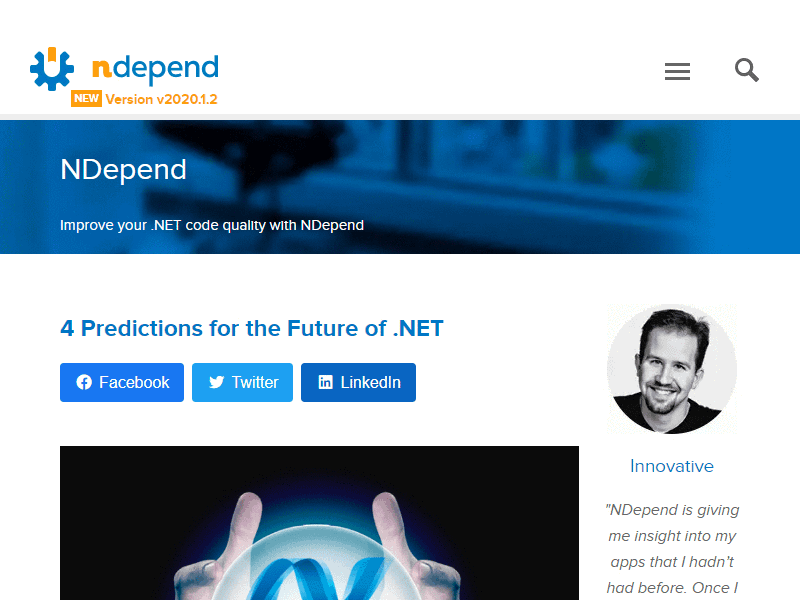 ndepend
NEW Version v2020.1.2
NDepend
Improve your .NET code quality with NDepend
4 Predictions for the Future of .NET
Facebook Twitter LinkedIn
Innovative
"NDepend is giving
me insight into my
apps that I hadn't
had before. Once I